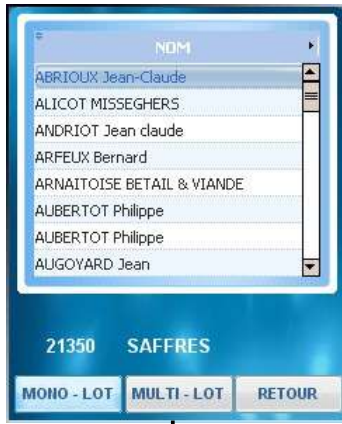 NOM
ABRIOUX Jean-Claude
ALICOT MISSEGHERS
ANDRIOT Jean claude
ARFEUX Bernard
ARNAITOISE BETAIL & VIANDE
AUBERTOT Philippe
AUBERTOT Philippe
AUGOYARD Jean
21350 SAFFRES
MONO - LOT MULTI - LOT RETOUR